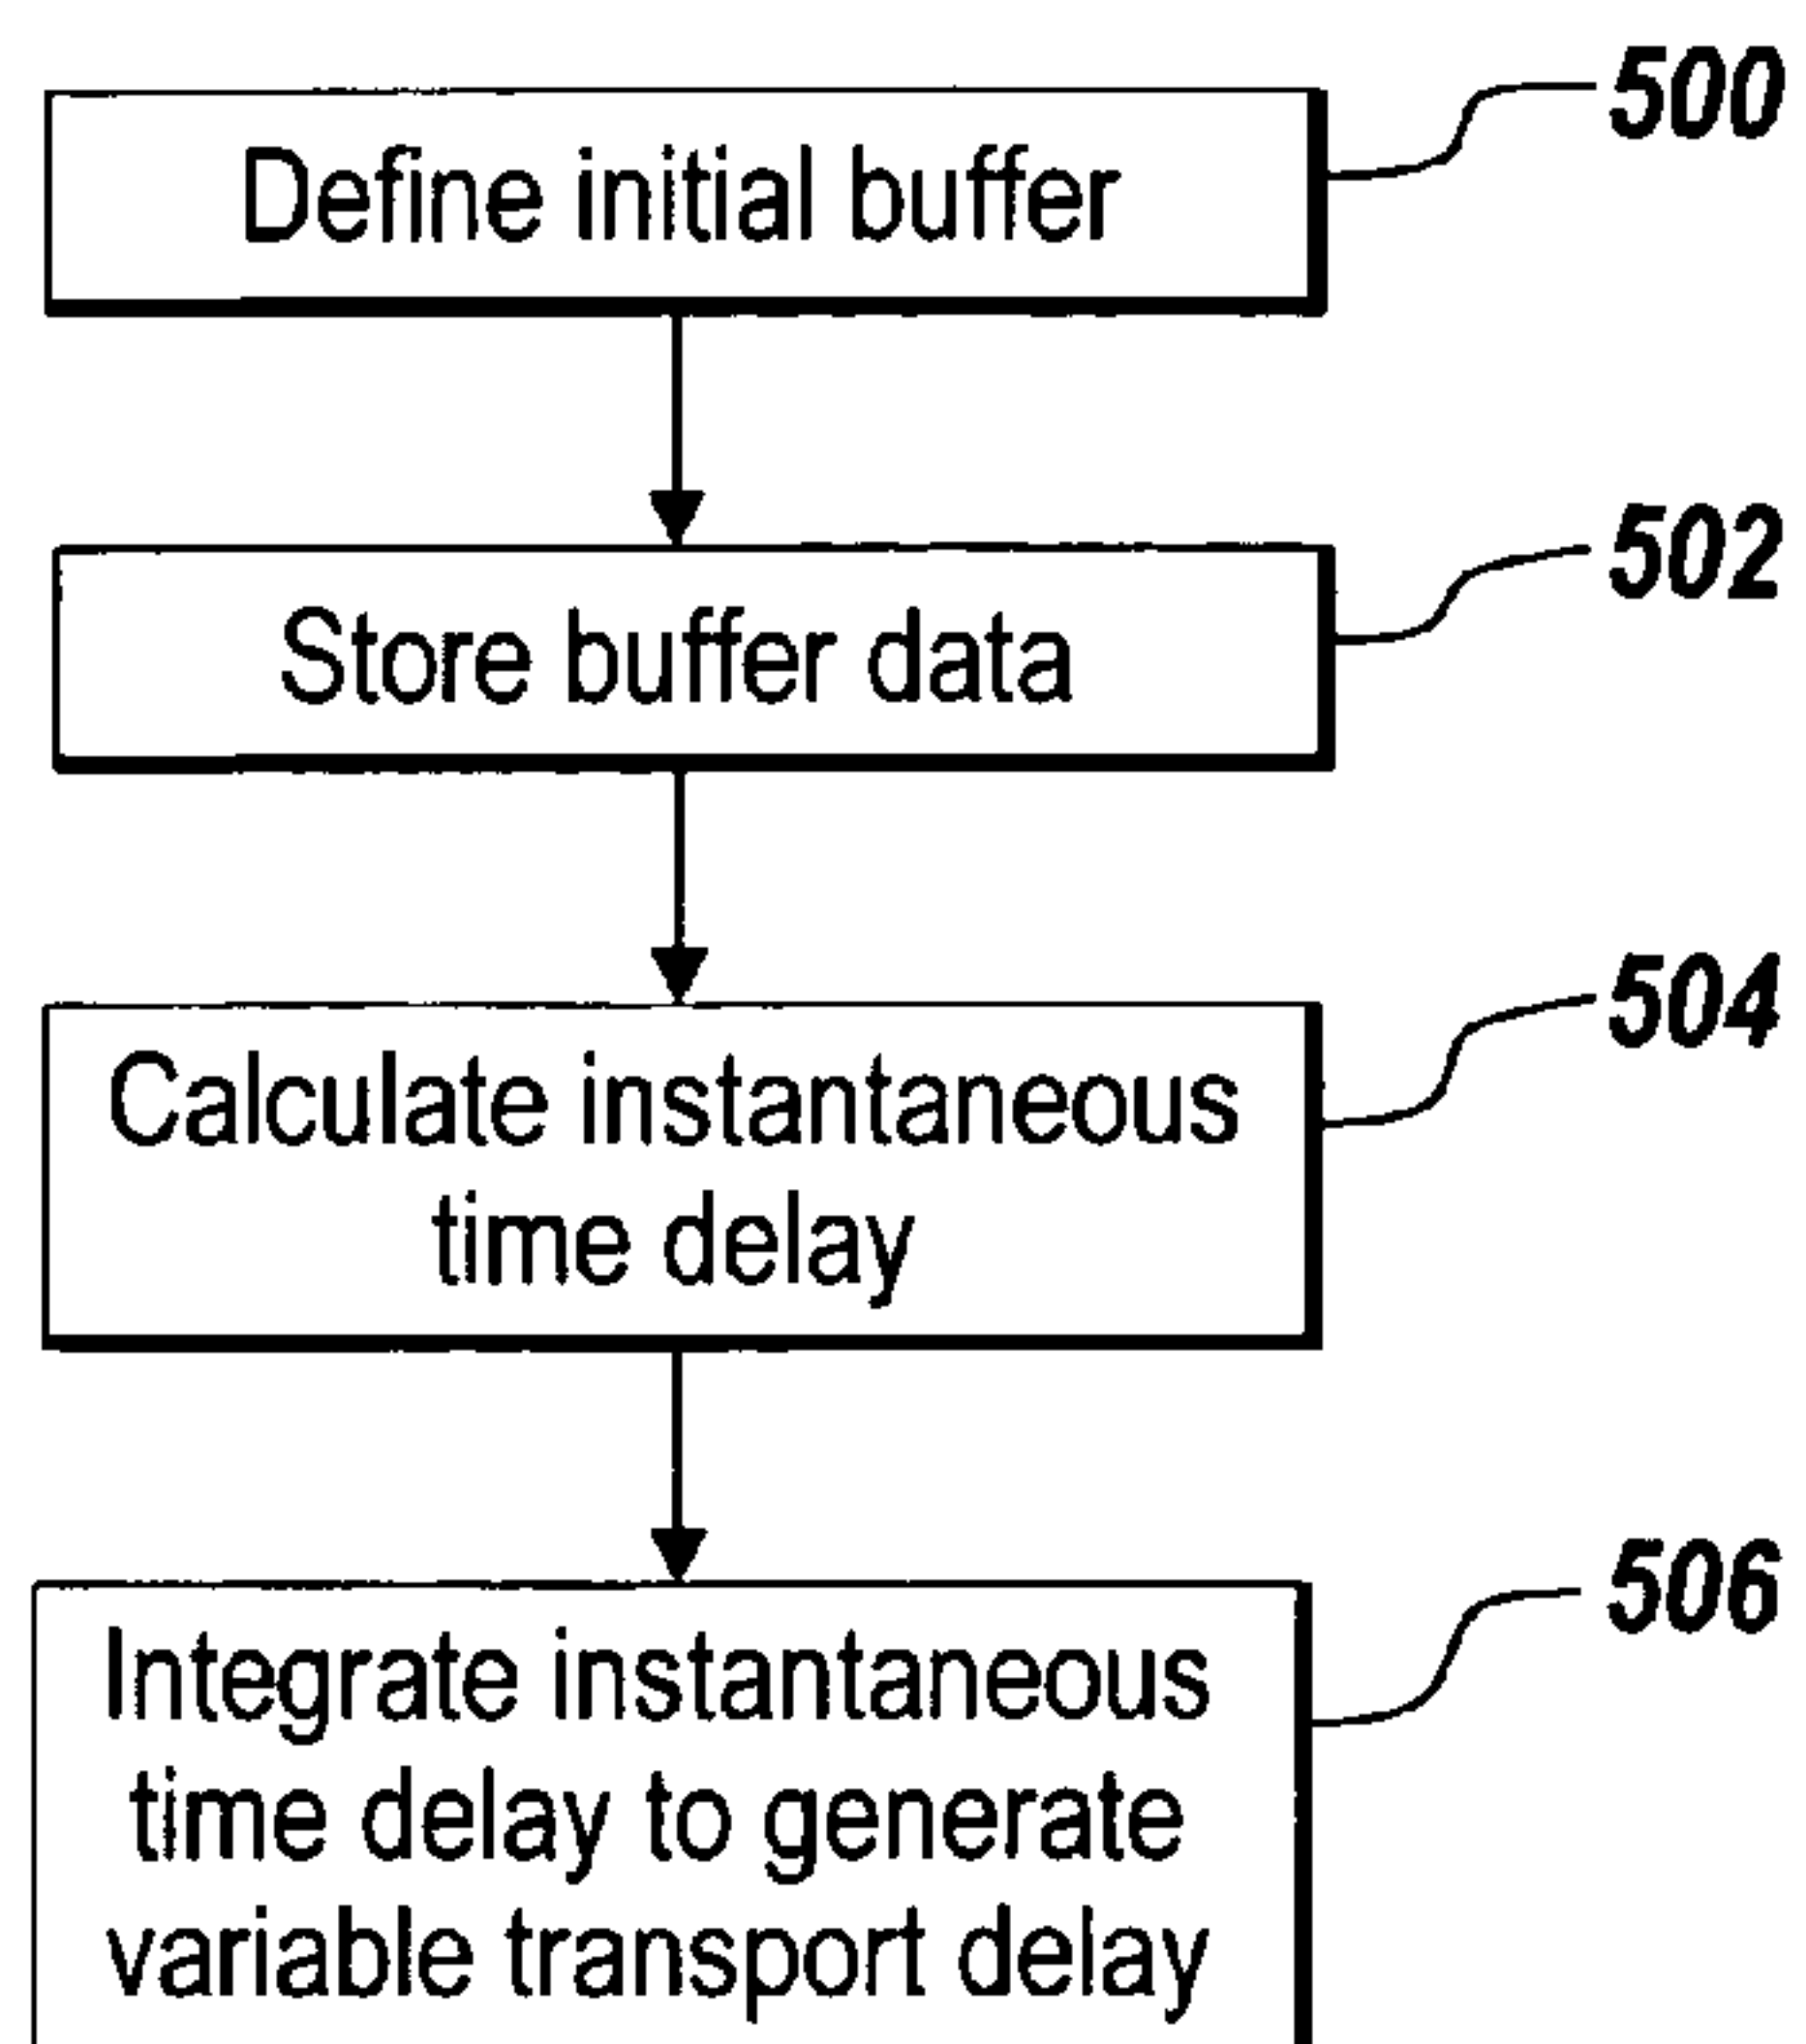 500
Define initial buffer
502
Store buffer data
504
Calculate instantaneous
time delay
506
Integrate instantaneous
time delay to generate
variable transport delay